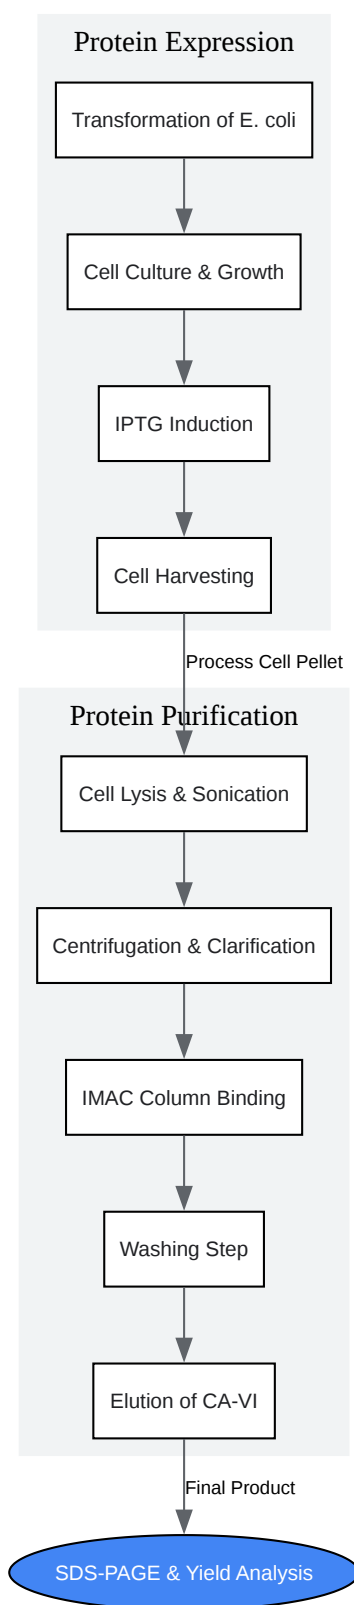 Protein Expression
Transformation of E. coli
Cell Culture & Growth
IPTG Induction
Cell Harvesting
Process Cell Pellet
Protein Purification
Cell Lysis & Sonication
Centrifugation & Clarification
IMAC Column Binding
Washing Step
Elution of CA-VI
Final Product
SDS-PAGE & Yield Analysis